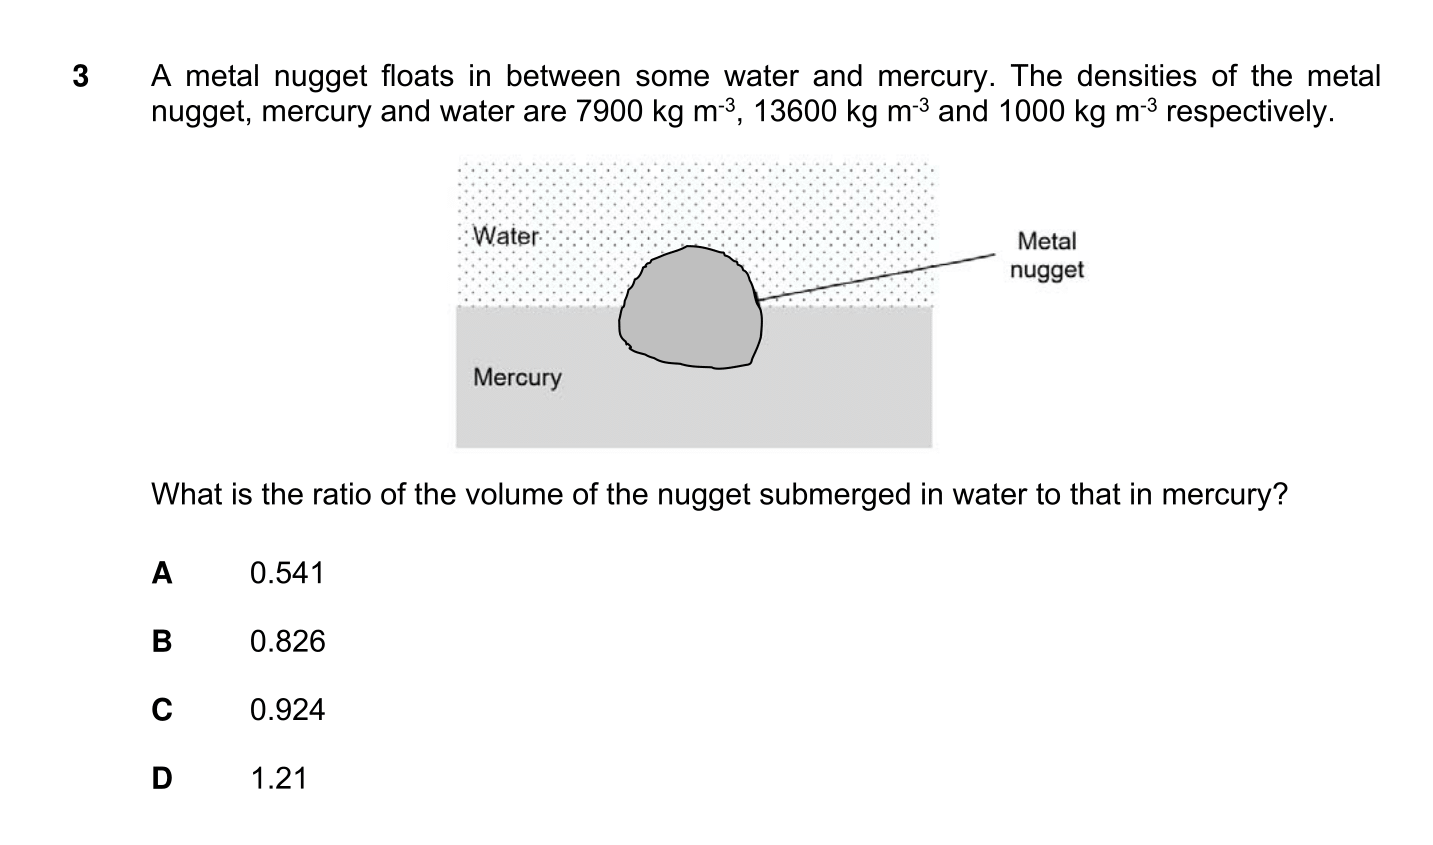 3 A metal nugget floats in between some water and mercury. The densities of the metal
nugget, mercury and water are 7900 kg m⁻³, 13600 kg m⁻³ and 1000 kg m⁻³ respectively.
Water
Metal
nugget
Mercury
What is the ratio of the volume of the nugget submerged in water to that in mercury?
A 0.541
B 0.826
C 0.924
D 1.21